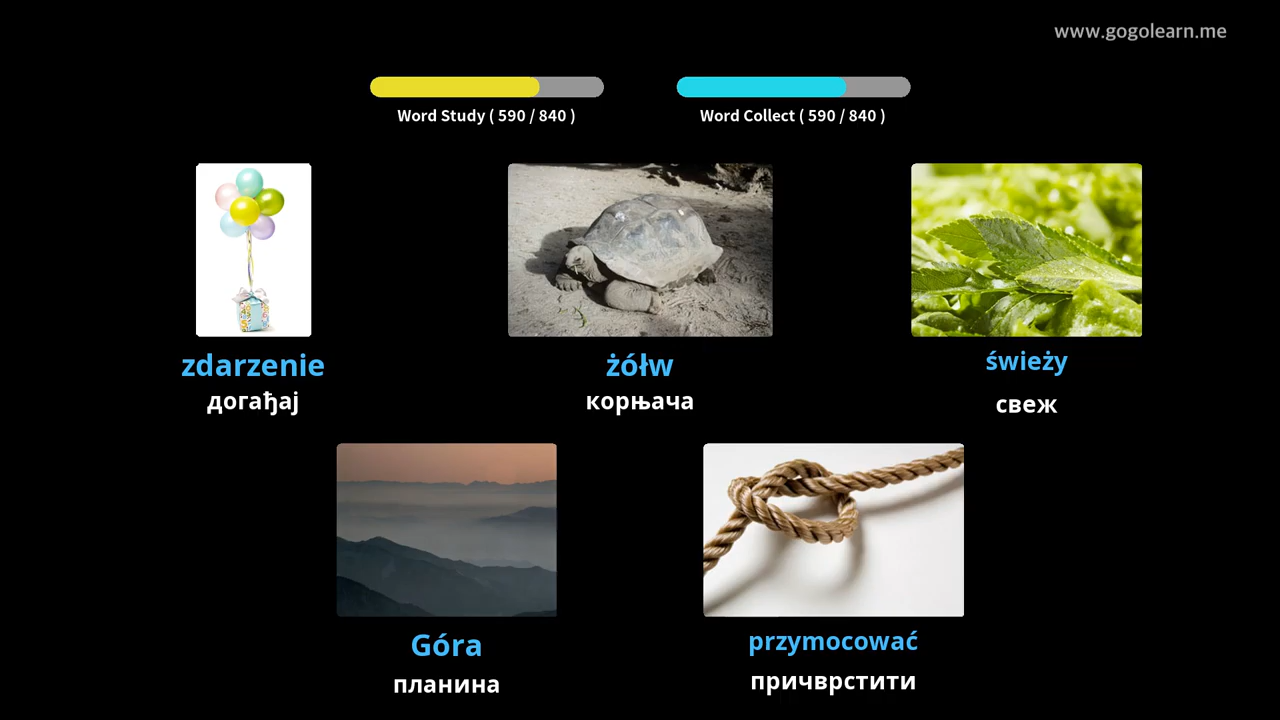 www.gogolearn.me
Word Study ( 590 / 840 )
Word Collect ( 590 / 840 )
zdarzenie
догађај
żółw
корњача
świeży
свеж
Góra
планина
przymocować
причврстити